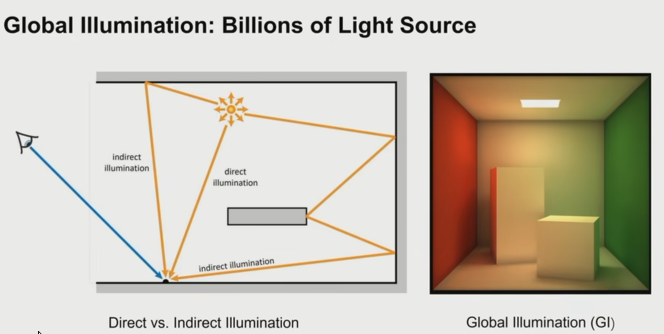 Global Illumination: Billions of Light Source
indirect
illumination
direct
illumination
indirect illumination
Direct vs. Indirect Illumination
Global Illumination (GI)